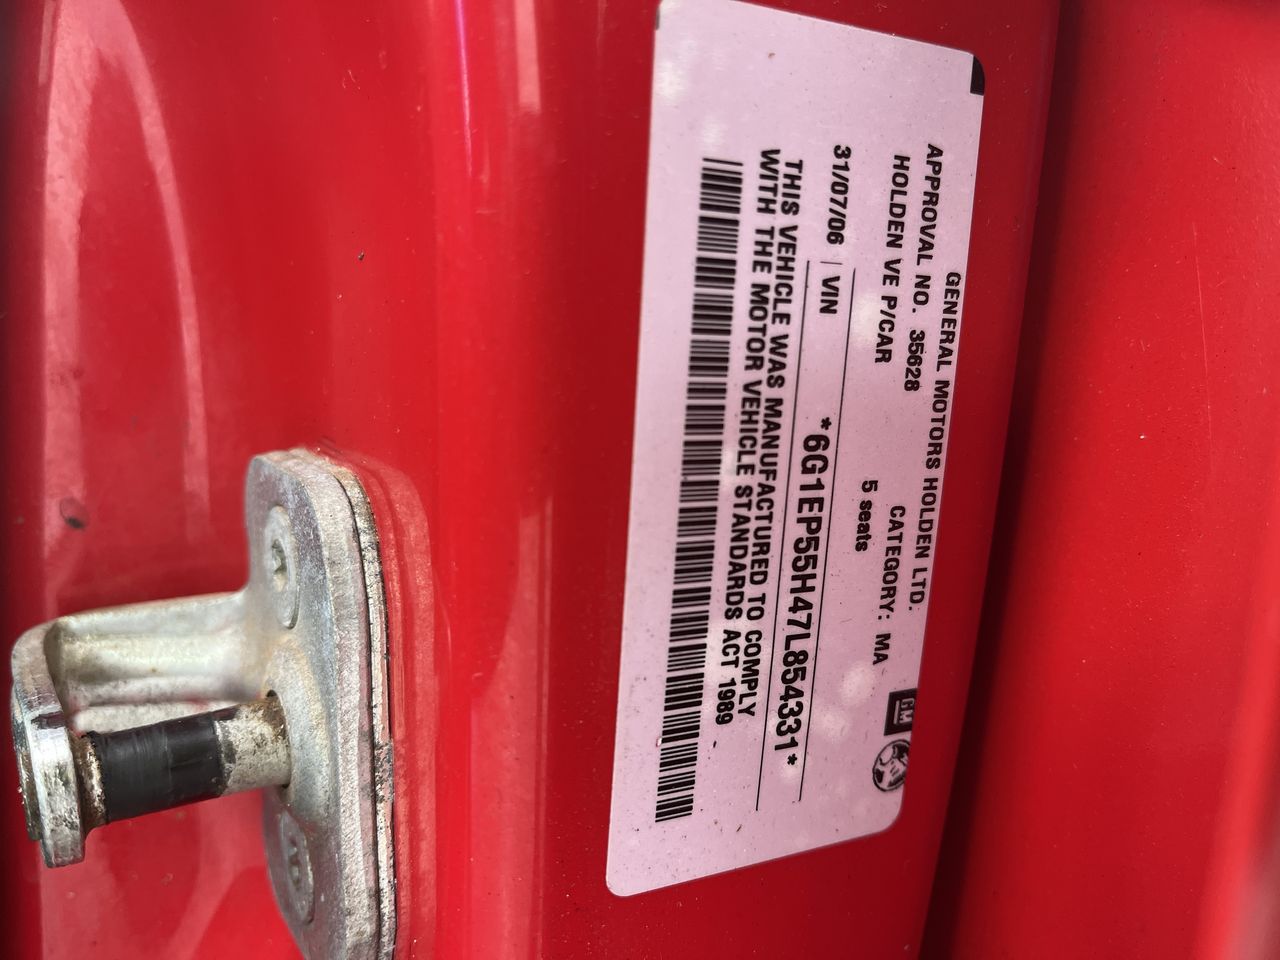 GENERAL MOTORS HOLDEN LTD.
APPROVAL NO. 35628 CATEGORY: MA
HOLDEN VE P/CAR 5 seats
31/07/06 | VIN *6G1EP55H47L854331*
THIS VEHICLE WAS MANUFACTURED TO COMPLY
WITH THE MOTOR VEHICLE STANDARDS ACT 1989
GM